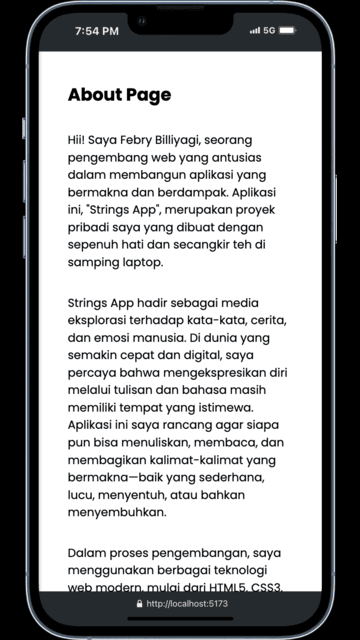 7:54 PM
5G
About Page
Hii! Saya Febry Billiyagi, seorang
pengembang web yang antusias
dalam membangun aplikasi yang
bermakna dan berdampak. Aplikasi
ini, "Strings App", merupakan proyek
pribadi saya yang dibuat dengan
sepenuh hati dan secangkir teh di
samping laptop.
Strings App hadir sebagai media
eksplorasi terhadap kata-kata, cerita,
dan emosi manusia. Di dunia yang
semakin cepat dan digital, saya
percaya bahwa mengekspresikan diri
melalui tulisan dan bahasa masih
memiliki tempat yang istimewa.
Aplikasi ini saya rancang agar siapa
pun bisa menuliskan, membaca, dan
membagikan kalimat-kalimat yang
bermakna—baik yang sederhana,
lucu, menyentuh, atau bahkan
menyembuhkan.
Dalam proses pengembangan, saya
menggunakan berbagai teknologi
web modern, mulai dari HTML5, CSS3,
http://localhost:5173